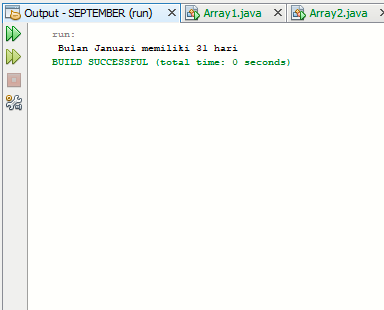 Output - SEPTEMBER (run) Array1.java Array2.java
run:
Bulan Januari memiliki 31 hari
BUILD SUCCESSFUL (total time: 0 seconds)